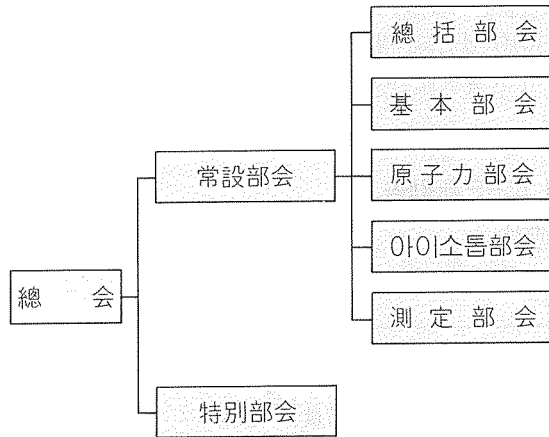 總括部会
基本部会
原子力部会
아이소톱部会
測定部会
常設部会
總会
特別部会